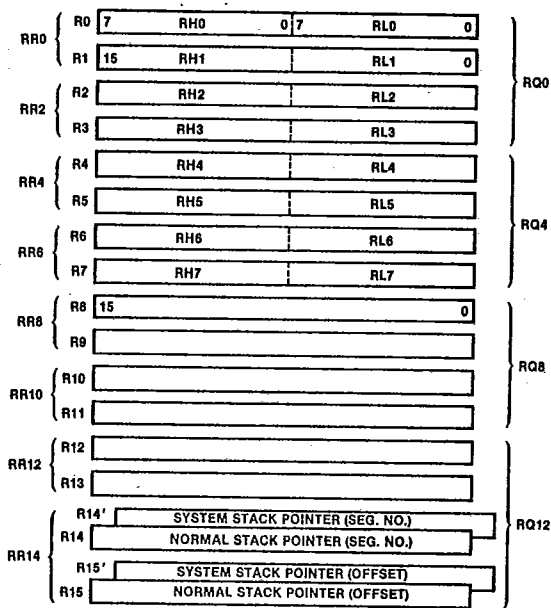 RR0 R0 7 RH0 0 7 RL0 0
R1 15 RH1 RL1 0
RQ0
RR2 R2 RH2 RL2
R3 RH3 RL3
RR4 R4 RH4 RL4
R5 RH5 RL5
RQ4
RR6 R6 RH6 RL6
R7 RH7 RL7
RR8 R8 15 0
R9
RQ8
RR10 R10
R11
RR12 R12
R13
RQ12
R14' SYSTEM STACK POINTER (SEG. NO.)
RR14 R14 NORMAL STACK POINTER (SEG. NO.)
R15' SYSTEM STACK POINTER (OFFSET)
R15 NORMAL STACK POINTER (OFFSET)